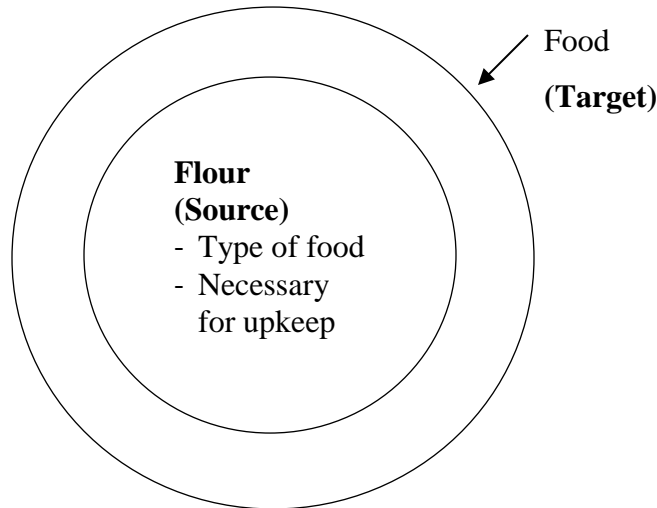 Food
(Target)
Flour
(Source)
- Type of food
- Necessary
for upkeep